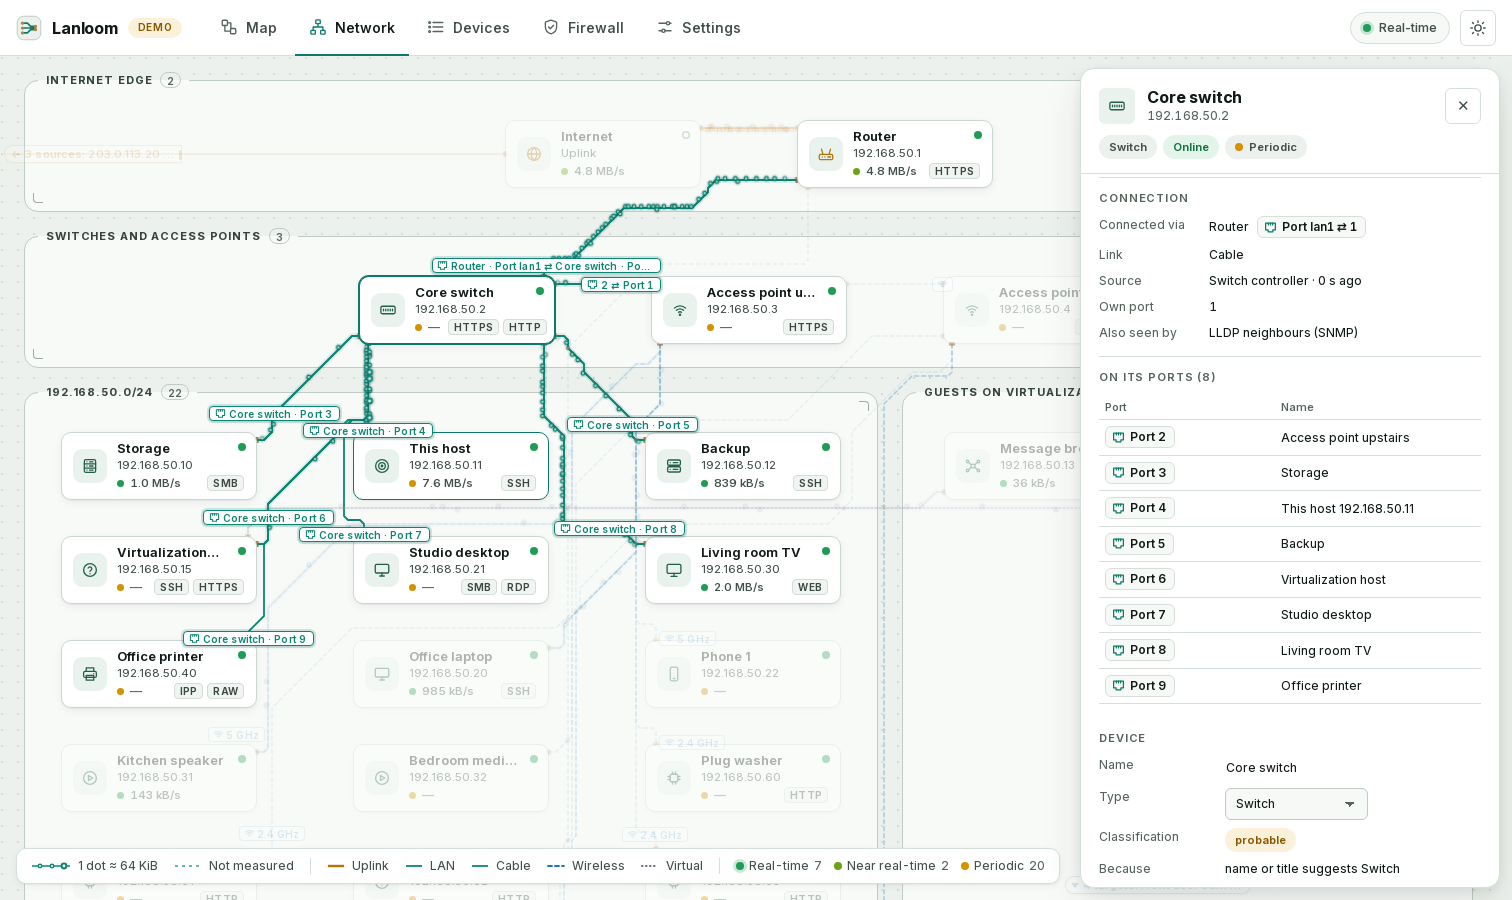 Lanloom DEMO Map Network Devices Firewall Settings Real-time
INTERNET EDGE 2
Internet
Uplink
4.8 MB/s
3 sources: 203.0.113.20 ...
Router
192.168.50.1
4.8 MB/s HTTPS
SWITCHES AND ACCESS POINTS 3
Router · Port lan1 ⇄ Core switch · Po...
2 ⇄ Port 1
Core switch
192.168.50.2
— HTTPS HTTP
Access point u...
192.168.50.3
— HTTPS
Access point
192.168.50.4
—
192.168.50.0/24 22
GUESTS ON VIRTUALIZA
Core switch · Port 3
Core switch · Port 4
Core switch · Port 5
Storage
192.168.50.10
1.0 MB/s SMB
This host
192.168.50.11
7.6 MB/s SSH
Backup
192.168.50.12
839 kB/s SSH
Message br
192.168.50.13
36 kB/s
Core switch · Port 6
Core switch · Port 7
Core switch · Port 8
Virtualization...
192.168.50.15
— SSH HTTPS
Studio desktop
192.168.50.21
— SMB RDP
Living room TV
192.168.50.30
2.0 MB/s WEB
Core switch · Port 9
5 GHz
Office printer
192.168.50.40
— IPP RAW
Office laptop
192.168.50.20
985 kB/s SSH
Phone 1
192.168.50.22
—
5 GHz
2.4 GHz
Kitchen speaker
192.168.50.31
143 kB/s
Bedroom medi...
192.168.50.32
—
Plug washer
192.168.50.60
— HTTP
2.4 GHz
2.4 GHz
1 dot ≈ 64 KiB Not measured Uplink LAN Cable Wireless Virtual Real-time 7 Near real-time 2 Periodic 20
HTTP
HTTP
Core switch
192.168.50.2
Switch Online Periodic
CONNECTION
Connected via Router Port lan1 ⇄ 1
Link Cable
Source Switch controller · 0 s ago
Own port 1
Also seen by LLDP neighbours (SNMP)
ON ITS PORTS (8)
Port Name
Port 2 Access point upstairs
Port 3 Storage
Port 4 This host 192.168.50.11
Port 5 Backup
Port 6 Virtualization host
Port 7 Studio desktop
Port 8 Living room TV
Port 9 Office printer
DEVICE
Name Core switch
Type Switch
Classification probable
Because name or title suggests Switch